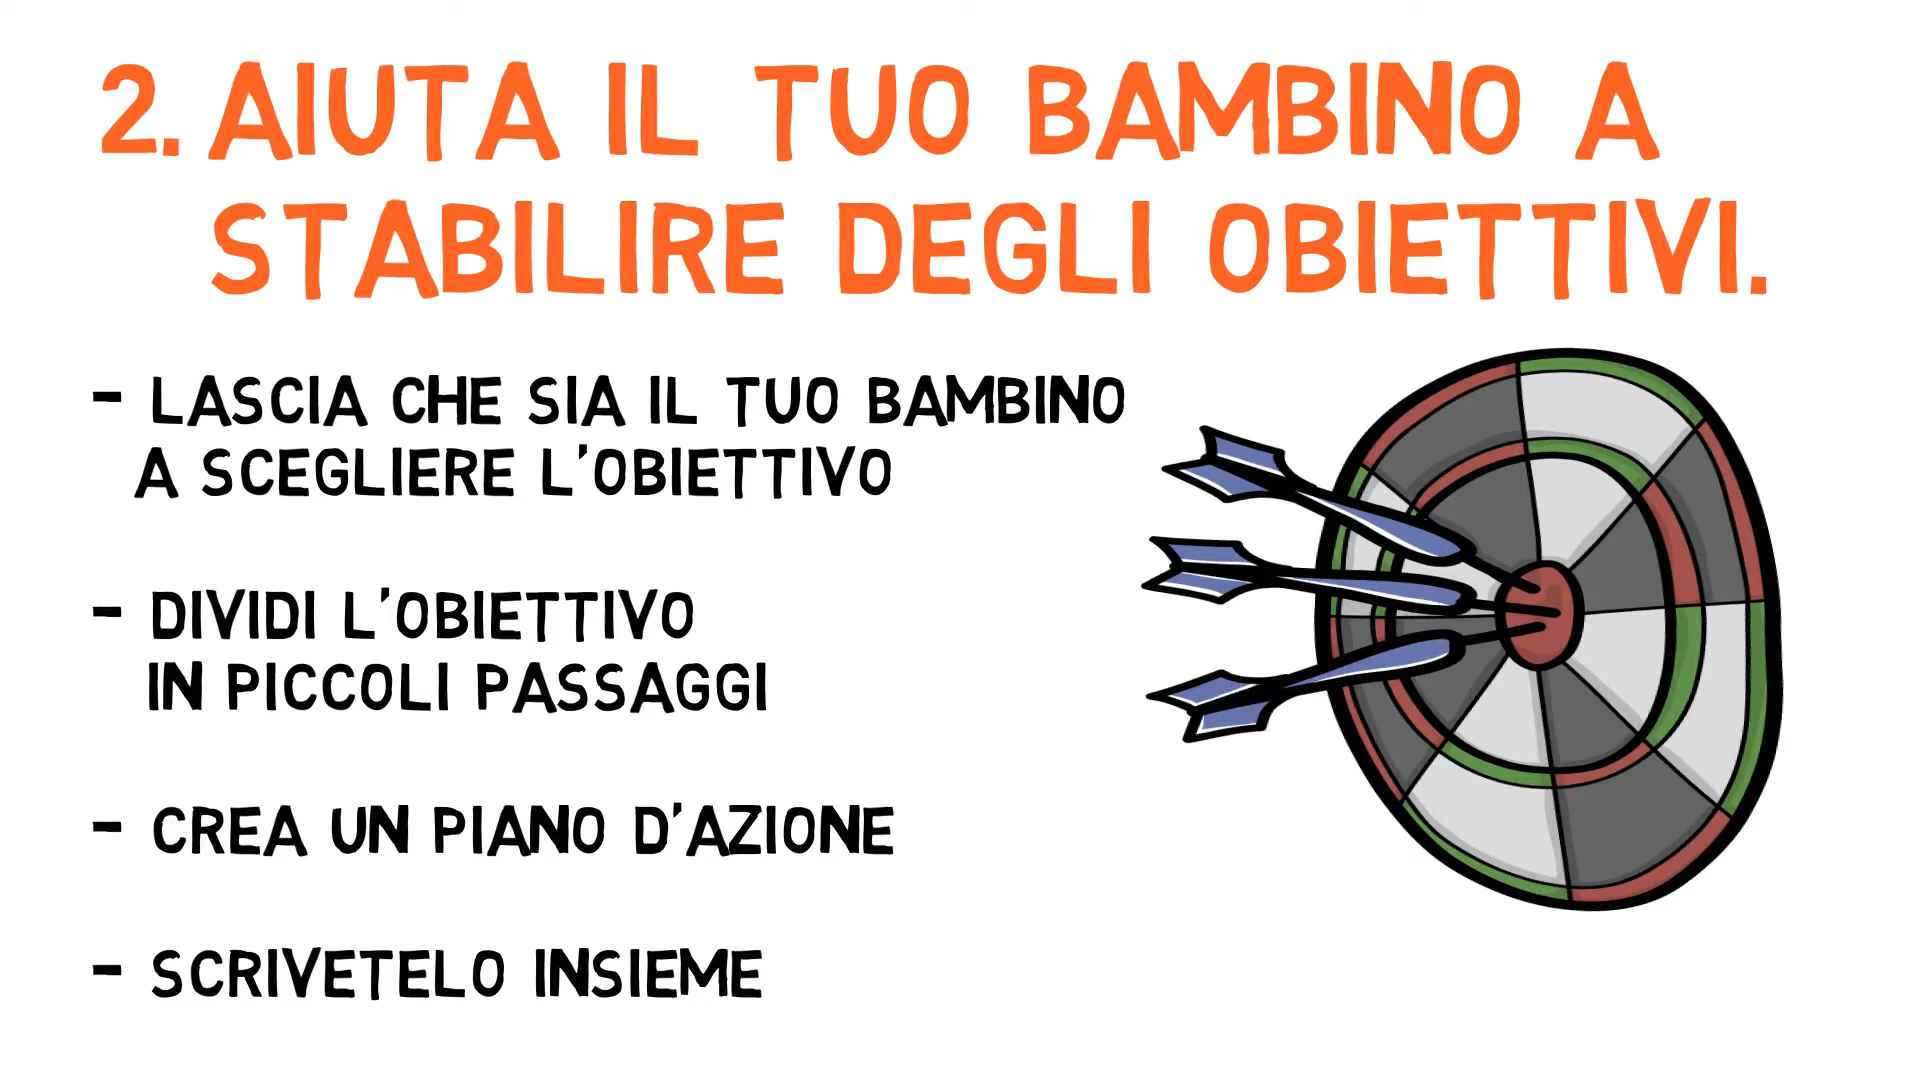 2. AIUTA IL TUO BAMBINO A
STABILIRE DEGLI OBIETTIVI.
- LASCIA CHE SIA IL TUO BAMBINO
A SCEGLIERE L'OBIETTIVO
- DIVIDI L'OBIETTIVO
IN PICCOLI PASSAGGI
- CREA UN PIANO D'AZIONE
- SCRIVETELO INSIEME